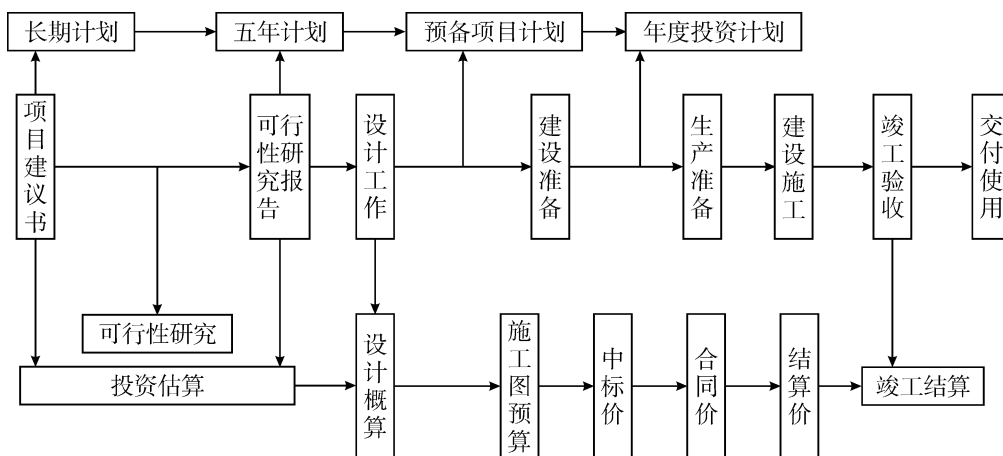 长期计划
五年计划
预备项目计划
年度投资计划
项目建议书
可行性研究报告
设计工作
建设准备
生产准备
建设施工
竣工验收
交付使用
可行性研究
投资估算
设计概算
施工图预算
中标价
合同价
结算价
竣工结算